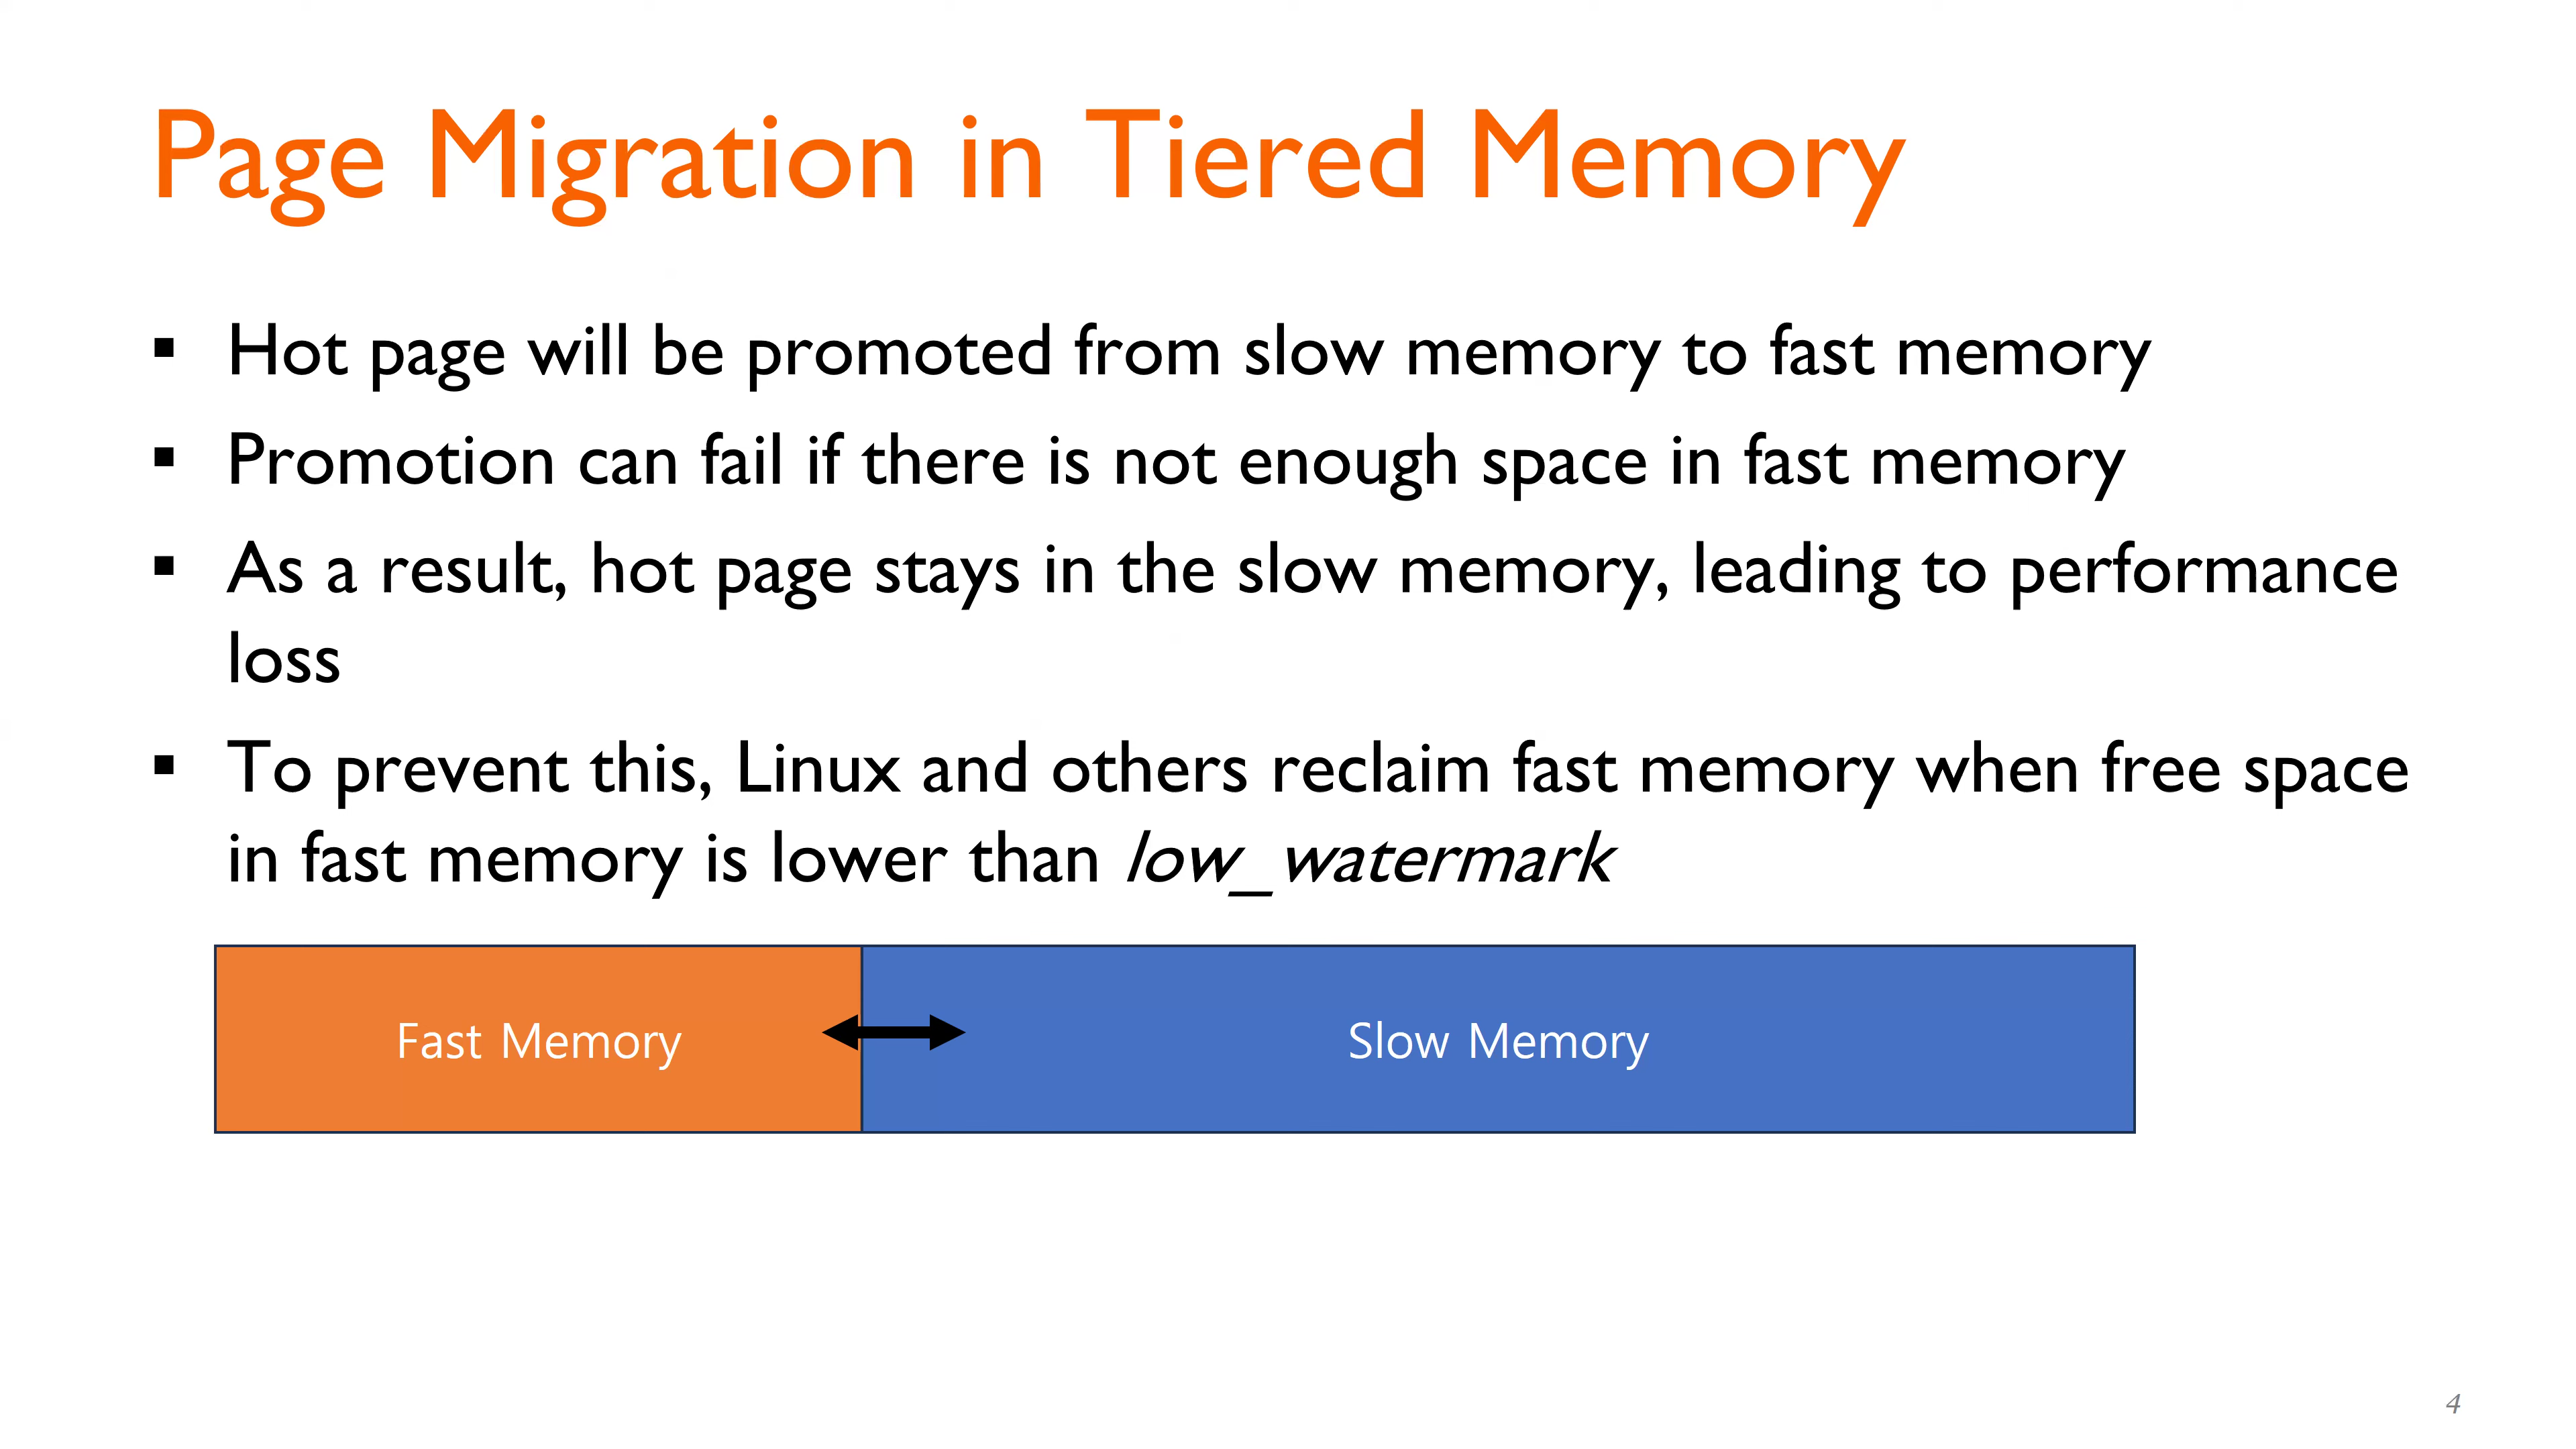 Page Migration in Tiered Memory
▪ Hot page will be promoted from slow memory to fast memory
▪ Promotion can fail if there is not enough space in fast memory
▪ As a result, hot page stays in the slow memory, leading to performance
loss
▪ To prevent this, Linux and others reclaim fast memory when free space
in fast memory is lower than low_watermark
Fast Memory
Slow Memory
4